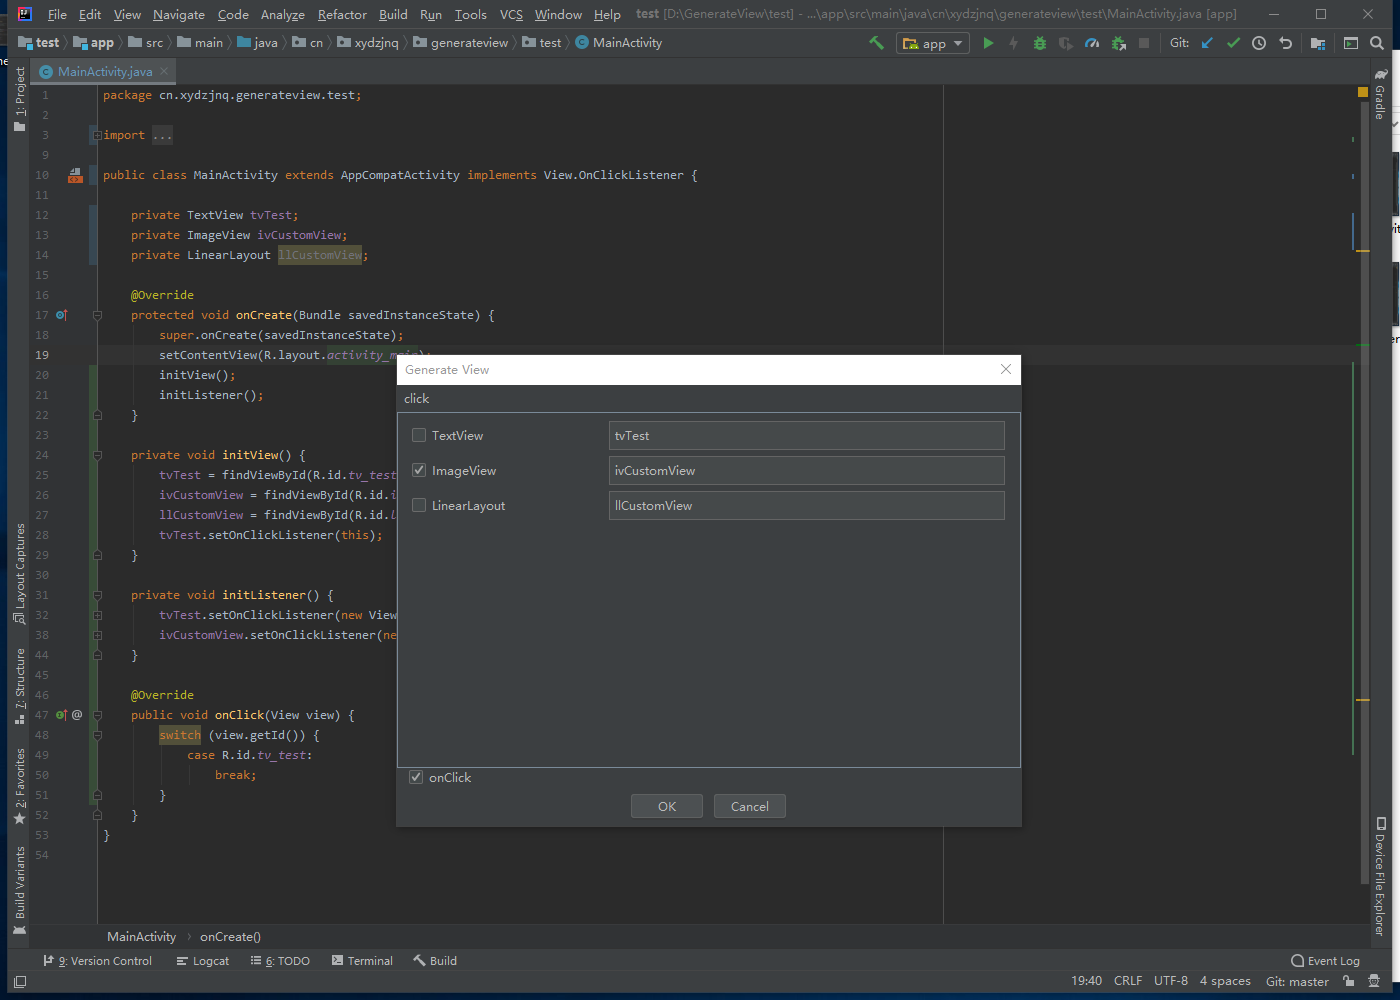 File Edit View Navigate Code Analyze Refactor Build Run Tools VCS Window Help test [D:\GenerateView\test] - ...\app\src\main\java\cn\xydzjnq\generateview\test\MainActivity.java [app]
test app src main java cn xydzjnq generateview test MainActivity app Git:
MainActivity.java
1: Project
Layout Captures
7: Structure
2: Favorites
Build Variants
1 package cn.xydzjnq.generateview.test;
2
3 import ...
9
10 public class MainActivity extends AppCompatActivity implements View.OnClickListener {
11
12 private TextView tvTest;
13 private ImageView ivCustomView;
14 private LinearLayout llCustomView;
15
16 @Override
17 protected void onCreate(Bundle savedInstanceState) {
18 super.onCreate(savedInstanceState);
19 setContentView(R.layout.activity_main);
20 initView();
21 initListener();
22 }
23
24 private void initView() {
25 tvTest = findViewById(R.id.tv_test
26 ivCustomView = findViewById(R.id.i
27 llCustomView = findViewById(R.id.l
28 tvTest.setOnClickListener(this);
29 }
30
31 private void initListener() {
32 tvTest.setOnClickListener(new View
38 ivCustomView.setOnClickListener(ne
44 }
45
46 @Override
47 @ public void onClick(View view) {
48 switch (view.getId()) {
49 case R.id.tv_test:
50 break;
51 }
52 }
53 }
54
Generate View
click
TextView tvTest
ImageView ivCustomView
LinearLayout llCustomView
onClick
OK Cancel
Gradle
Device File Explorer
MainActivity onCreate()
9: Version Control Logcat 6: TODO Terminal Build Event Log
19:40 CRLF UTF-8 4 spaces Git: master